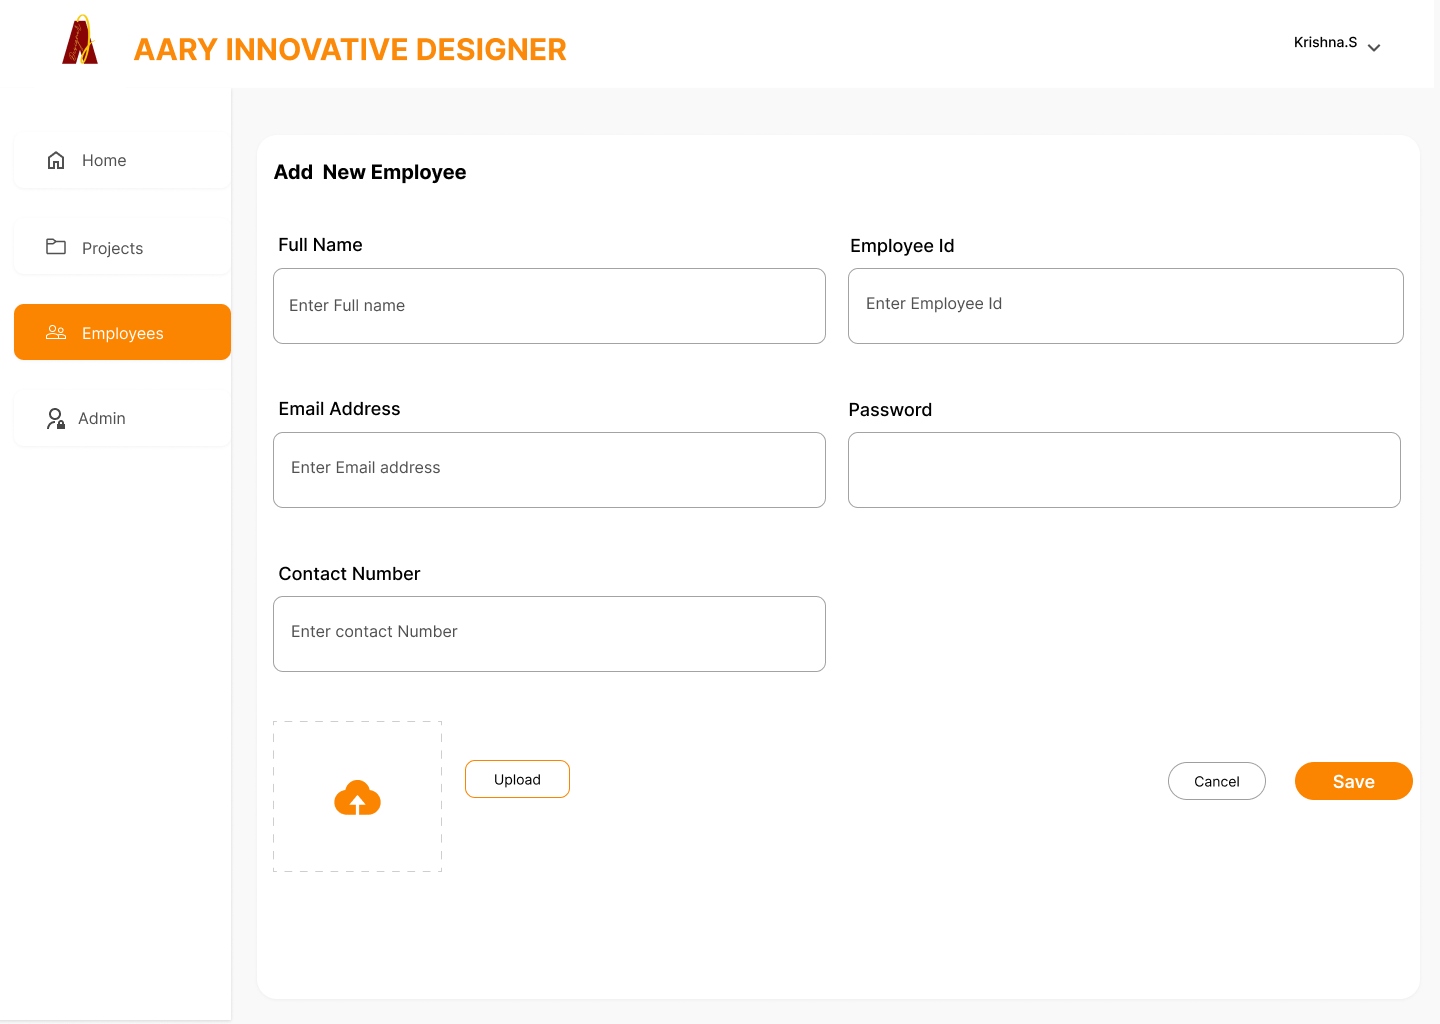 AARY INNOVATIVE DESIGNER
Krishna.S
Home
Projects
Employees
Admin
Add New Employee
Full Name
Employee Id
Enter Full name
Enter Employee Id
Email Address
Password
Enter Email address
Contact Number
Enter contact Number
Upload
Cancel
Save